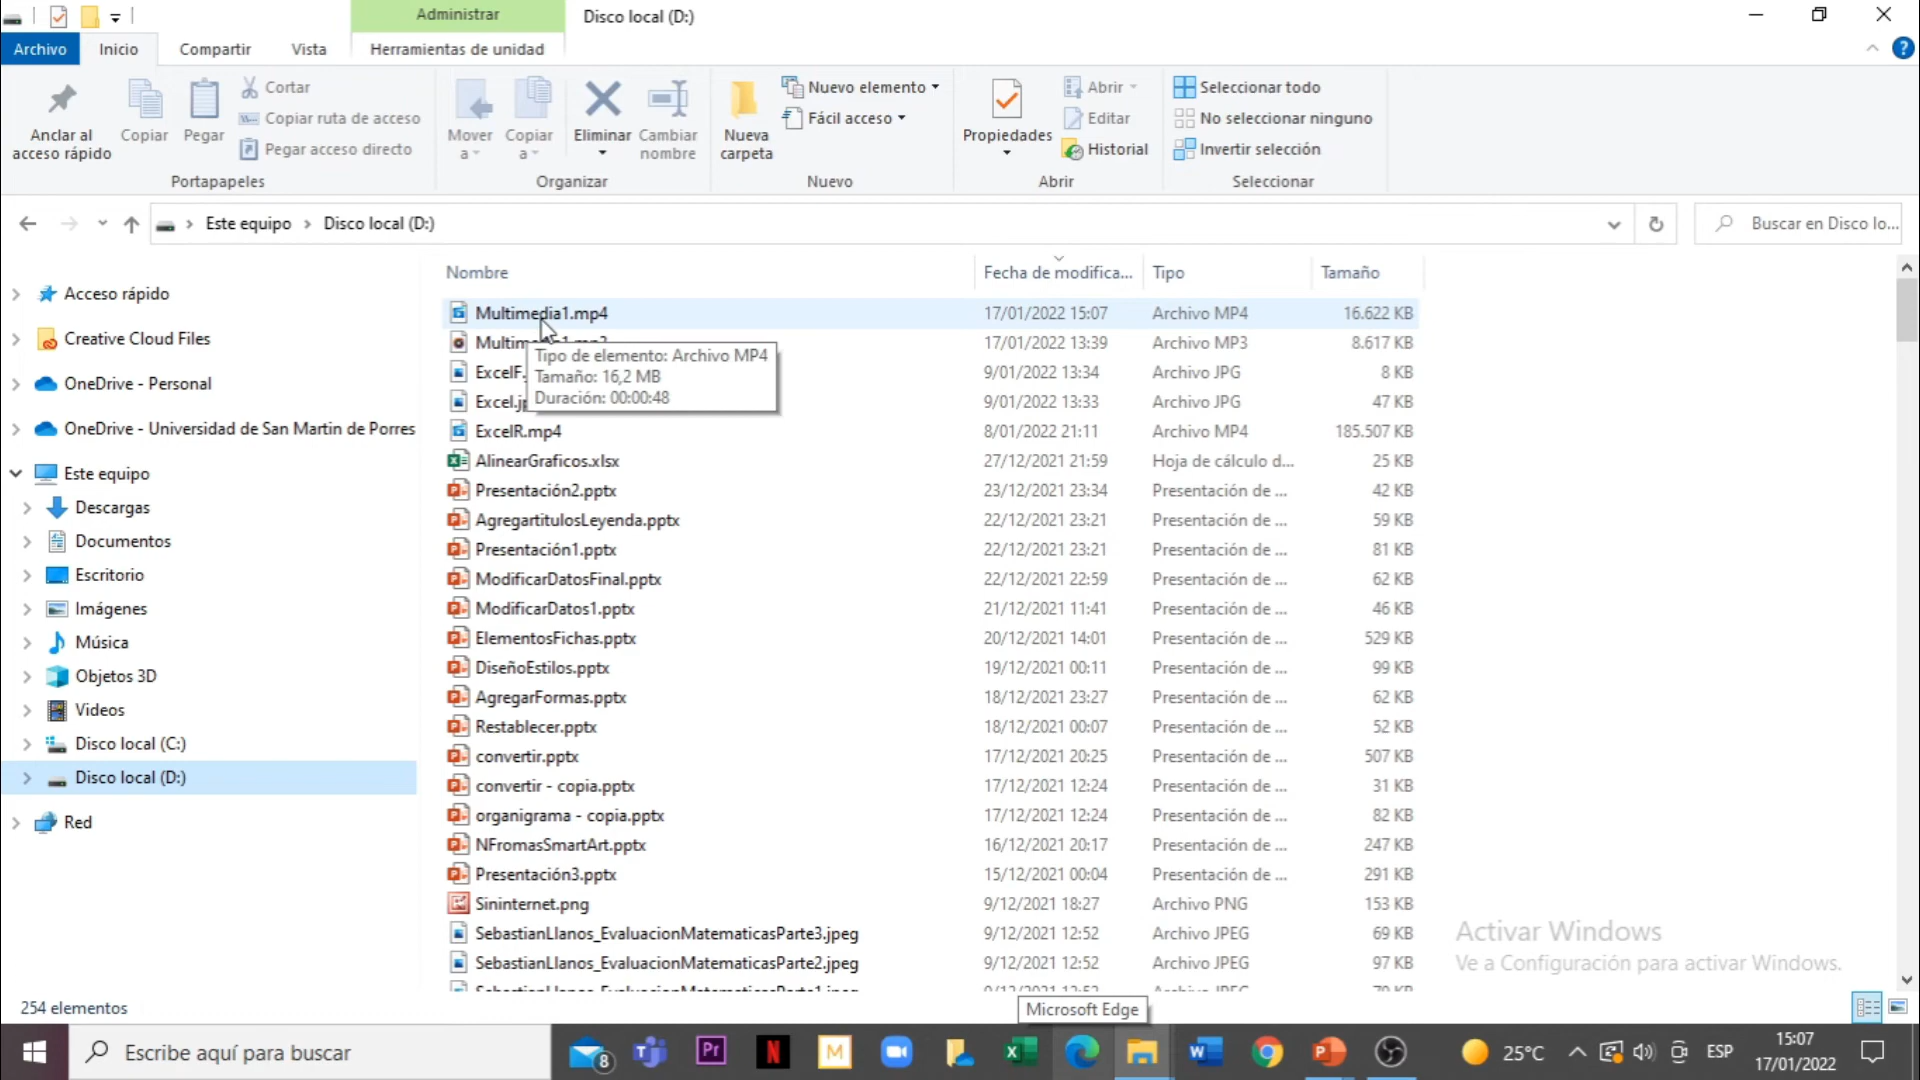 Administrar
Disco local (D:)
Archivo
Inicio
Compartir
Vista
Herramientas de unidad
Anclar al
acceso rápido
Copiar
Pegar
Cortar
Copiar ruta de acceso
Pegar acceso directo
Portapapeles
Mover
a
Copiar
a
Eliminar
Cambiar
nombre
Organizar
Nueva
carpeta
Nuevo elemento
Fácil acceso
Nuevo
Propiedades
Abrir
Editar
Historial
Abrir
Seleccionar todo
No seleccionar ninguno
Invertir selección
Seleccionar
Este equipo > Disco local (D:)
Buscar en Disco lo...
Acceso rápido
Creative Cloud Files
OneDrive - Personal
OneDrive - Universidad de San Martin de Porres
Este equipo
Descargas
Documentos
Escritorio
Imágenes
Música
Objetos 3D
Videos
Disco local (C:)
Disco local (D:)
Red
Nombre Fecha de modifica... Tipo Tamaño
Multimedia1.mp4 17/01/2022 15:07 Archivo MP4 16.622 KB
17/01/2022 13:39 Archivo MP3 8.617 KB
ExcelF. 9/01/2022 13:34 Archivo JPG 8 KB
Excel.jp 9/01/2022 13:33 Archivo JPG 47 KB
Tipo de elemento: Archivo MP4
Tamaño: 16,2 MB
Duración: 00:00:48
ExcelR.mp4 8/01/2022 21:11 Archivo MP4 185.507 KB
AlinearGraficos.xlsx 27/12/2021 21:59 Hoja de cálculo d... 25 KB
Presentación2.pptx 23/12/2021 23:34 Presentación de ... 42 KB
AgregartitulosLeyenda.pptx 22/12/2021 23:21 Presentación de ... 59 KB
Presentación1.pptx 22/12/2021 23:21 Presentación de ... 81 KB
ModificarDatosFinal.pptx 22/12/2021 22:59 Presentación de ... 62 KB
ModificarDatos1.pptx 21/12/2021 11:41 Presentación de ... 46 KB
ElementosFichas.pptx 20/12/2021 14:01 Presentación de ... 529 KB
DiseñoEstilos.pptx 19/12/2021 00:11 Presentación de ... 99 KB
AgregarFormas.pptx 18/12/2021 23:27 Presentación de ... 62 KB
Restablecer.pptx 18/12/2021 00:07 Presentación de ... 52 KB
convertir.pptx 17/12/2021 20:25 Presentación de ... 507 KB
convertir - copia.pptx 17/12/2021 12:24 Presentación de ... 31 KB
organigrama - copia.pptx 17/12/2021 12:24 Presentación de ... 82 KB
NFromasSmartArt.pptx 16/12/2021 20:17 Presentación de ... 247 KB
Presentación3.pptx 15/12/2021 00:04 Presentación de ... 291 KB
Sininternet.png 9/12/2021 18:27 Archivo PNG 153 KB
SebastianLlanos_EvaluacionMatematicasParte3.jpeg 9/12/2021 12:52 Archivo JPEG 69 KB
SebastianLlanos_EvaluacionMatematicasParte2.jpeg 9/12/2021 12:52 Archivo JPEG 97 KB
Activar Windows
Ve a Configuración para activar Windows.
254 elementos
Microsoft Edge
Escribe aquí para buscar
8
Pr
N
M
25°C
ESP
15:07
17/01/2022